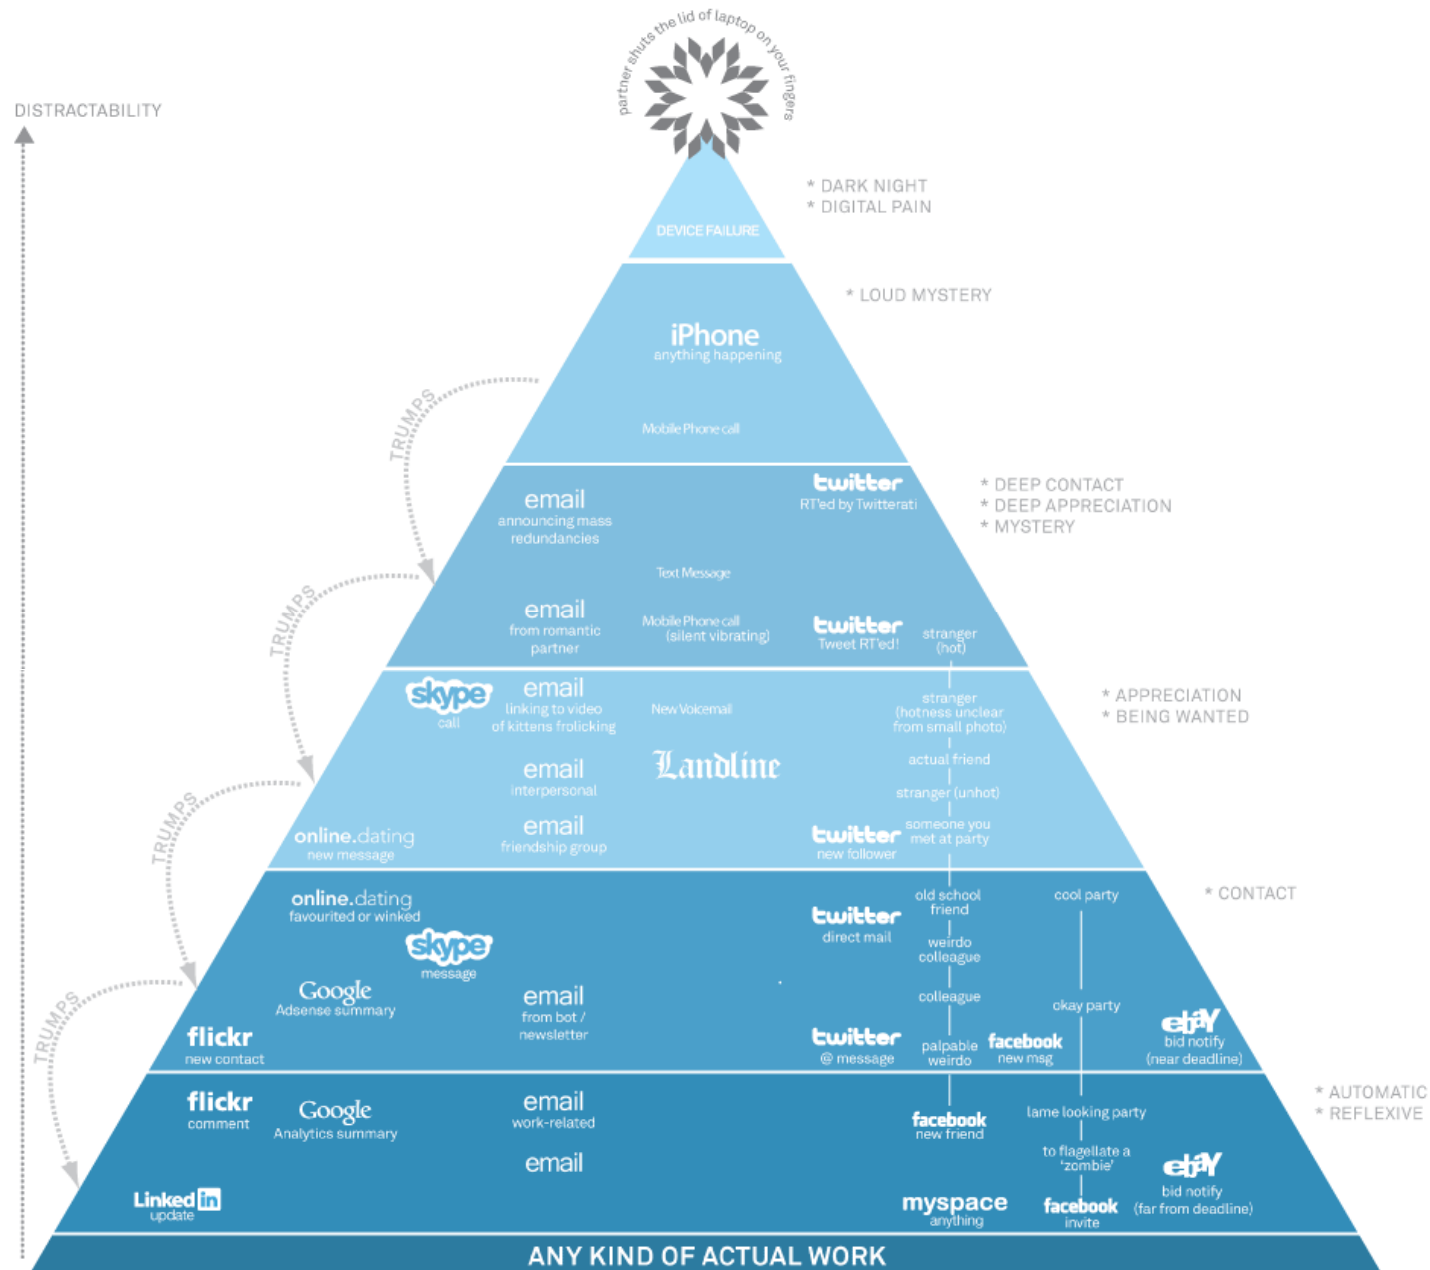 partner shuts the lid of laptop on your fingers
DISTRACTABILITY
* DARK NIGHT
* DIGITAL PAIN
DEVICE FAILURE
* LOUD MYSTERY
iPhone
anything happening
TRUMPS
Mobile Phone call
twitter
RT'ed by Twitterati
* DEEP CONTACT
* DEEP APPRECIATION
* MYSTERY
email
announcing mass
redundancies
Text Message
TRUMPS
email
from romantic
partner
Mobile Phone call
(silent vibrating)
twitter
Tweet RT'ed!
stranger
(hot)
skype
call
email
linking to video
of kittens frolicking
New Voicemail
stranger
(hotness unclear
from small photo)
* APPRECIATION
* BEING WANTED
Landline
actual friend
email
interpersonal
stranger (unhot)
TRUMPS
online.dating
new message
email
friendship group
twitter
new follower
someone you
met at party
online.dating
favourited or winked
twitter
direct mail
old school
friend
cool party
* CONTACT
skype
message
weirdo
colleague
Google
Adsense summary
email
from bot /
newsletter
colleague
okay party
TRUMPS
flickr
new contact
twitter
@ message
palpable
weirdo
facebook
new msg
ebay
bid notify
(near deadline)
flickr
comment
Google
Analytics summary
email
work-related
facebook
new friend
lame looking party
* AUTOMATIC
* REFLEXIVE
email
to flagellate a
'zombie'
ebay
bid notify
(far from deadline)
Linked in
update
myspace
anything
facebook
invite
ANY KIND OF ACTUAL WORK